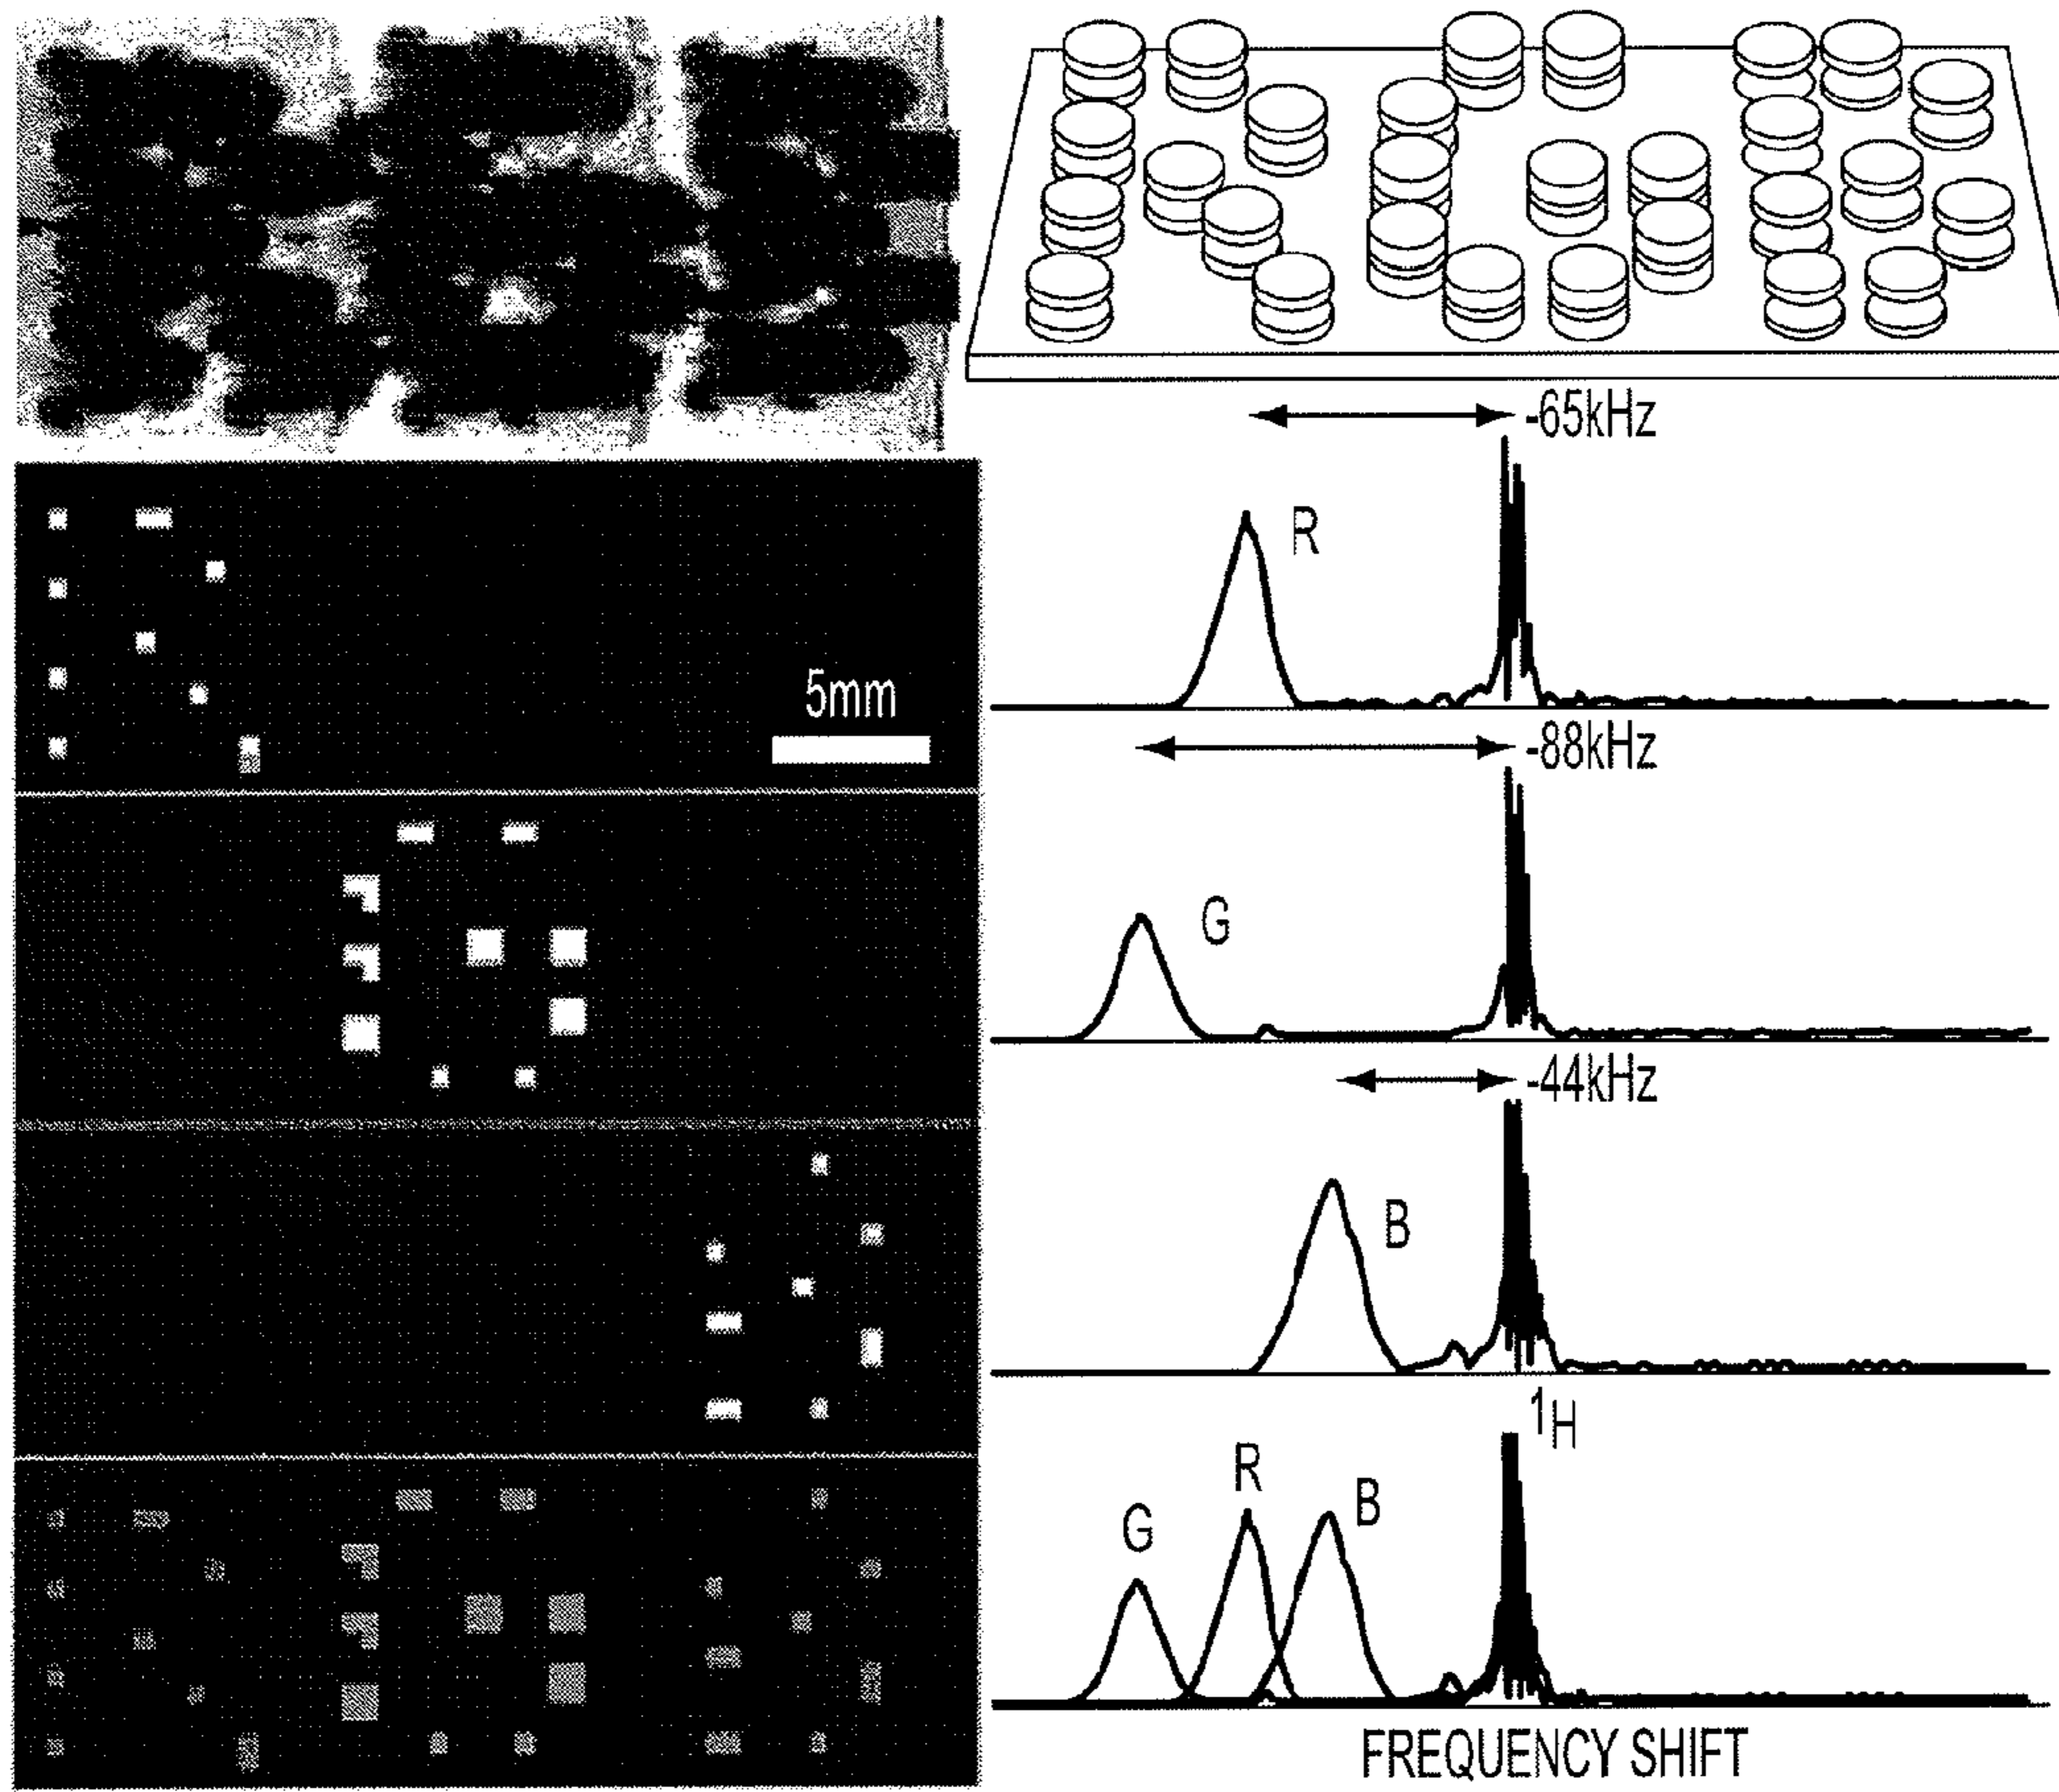 -65kHz
R
5mm
-88kHz
G
-44kHz
B
1H
R
B
G
FREQUENCY SHIFT